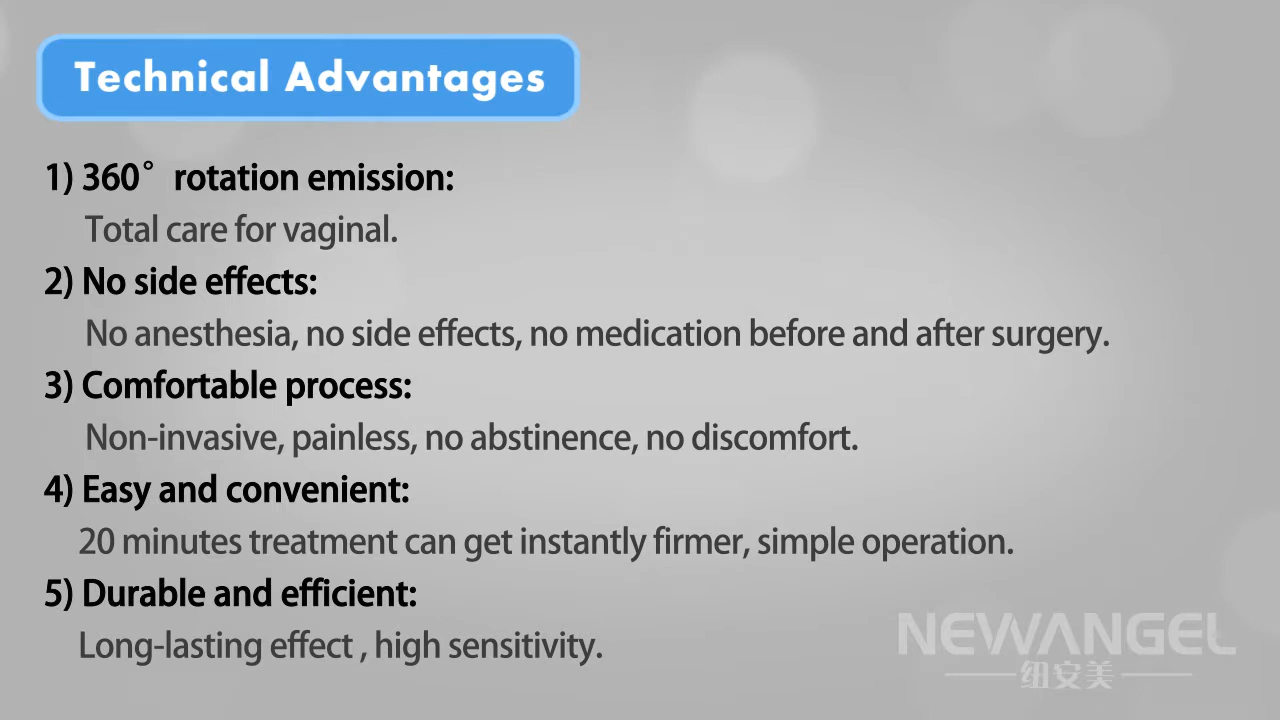 Technical Advantages
1) 360° rotation emission:
Total care for vaginal.
2) No side effects:
No anesthesia, no side effects, no medication before and after surgery.
3) Comfortable process:
Non-invasive, painless, no abstinence, no discomfort.
4) Easy and convenient:
20 minutes treatment can get instantly firmer, simple operation.
5) Durable and efficient:
Long-lasting effect , high sensitivity.
NEWANGEL
纽安美